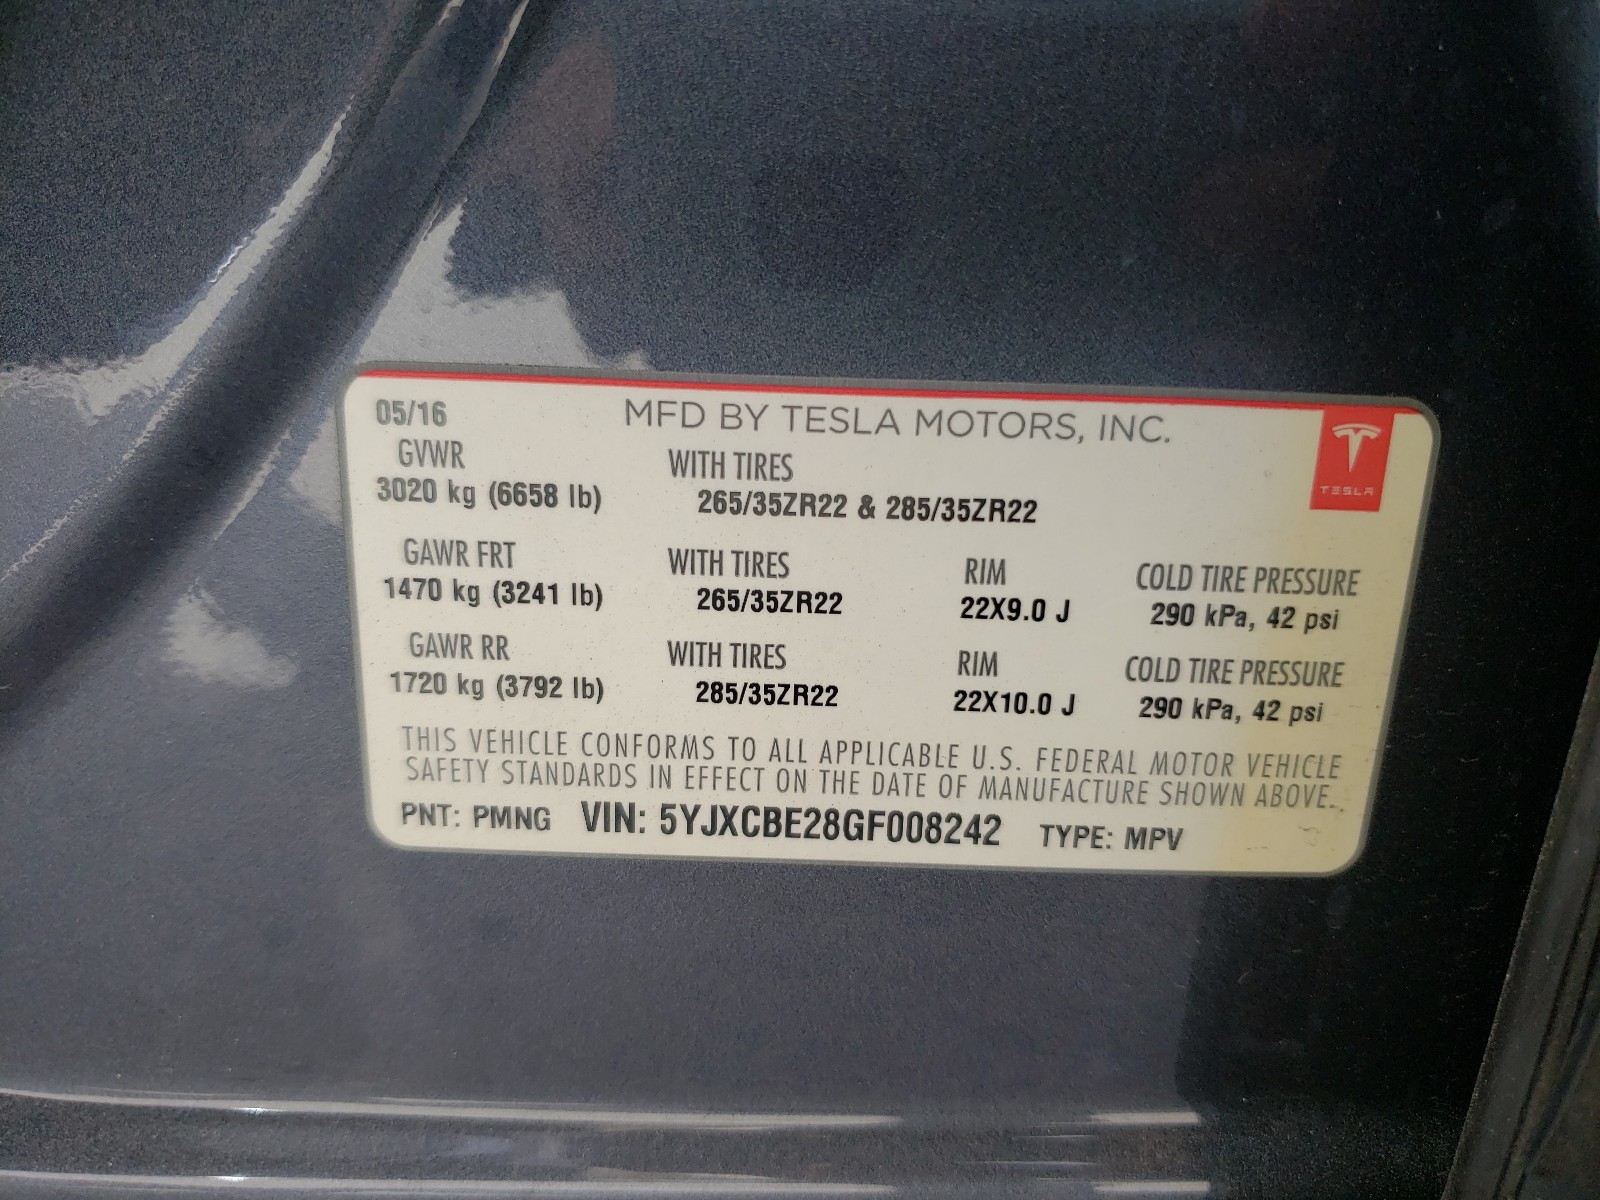 05/16 MFD BY TESLA MOTORS, INC.
TESLA
GVWR WITH TIRES
3020 kg (6658 lb) 265/35ZR22 & 285/35ZR22
GAWR FRT WITH TIRES RIM COLD TIRE PRESSURE
1470 kg (3241 lb) 265/35ZR22 22X9.0 J 290 kPa, 42 psi
GAWR RR WITH TIRES RIM COLD TIRE PRESSURE
1720 kg (3792 lb) 285/35ZR22 22X10.0 J 290 kPa, 42 psi
THIS VEHICLE CONFORMS TO ALL APPLICABLE U.S. FEDERAL MOTOR VEHICLE
SAFETY STANDARDS IN EFFECT ON THE DATE OF MANUFACTURE SHOWN ABOVE.
PNT: PMNG VIN: 5YJXCBE28GF008242 TYPE: MPV